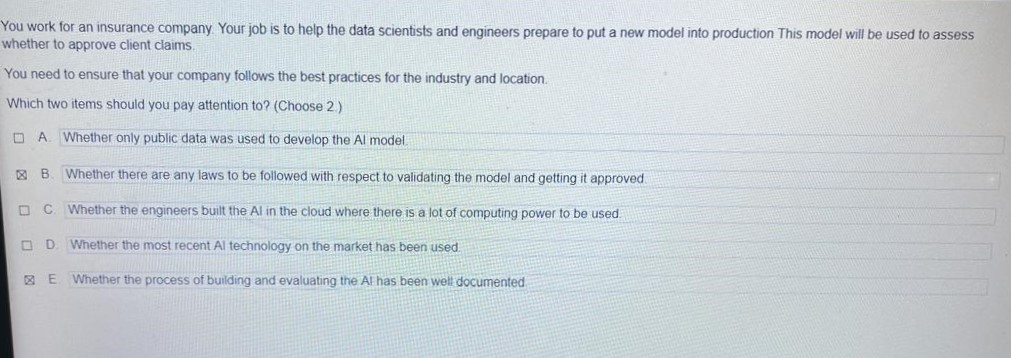 You work for an insurance company. Your job is to help the data scientists and engineers prepare to put a new model into production This model will be used to assess
whether to approve client claims.
You need to ensure that your company follows the best practices for the industry and location.
Which two items should you pay attention to? (Choose 2.)
A. Whether only public data was used to develop the AI model.
B. Whether there are any laws to be followed with respect to validating the model and getting it approved.
C. Whether the engineers built the AI in the cloud where there is a lot of computing power to be used.
D. Whether the most recent AI technology on the market has been used.
E. Whether the process of building and evaluating the AI has been well documented.